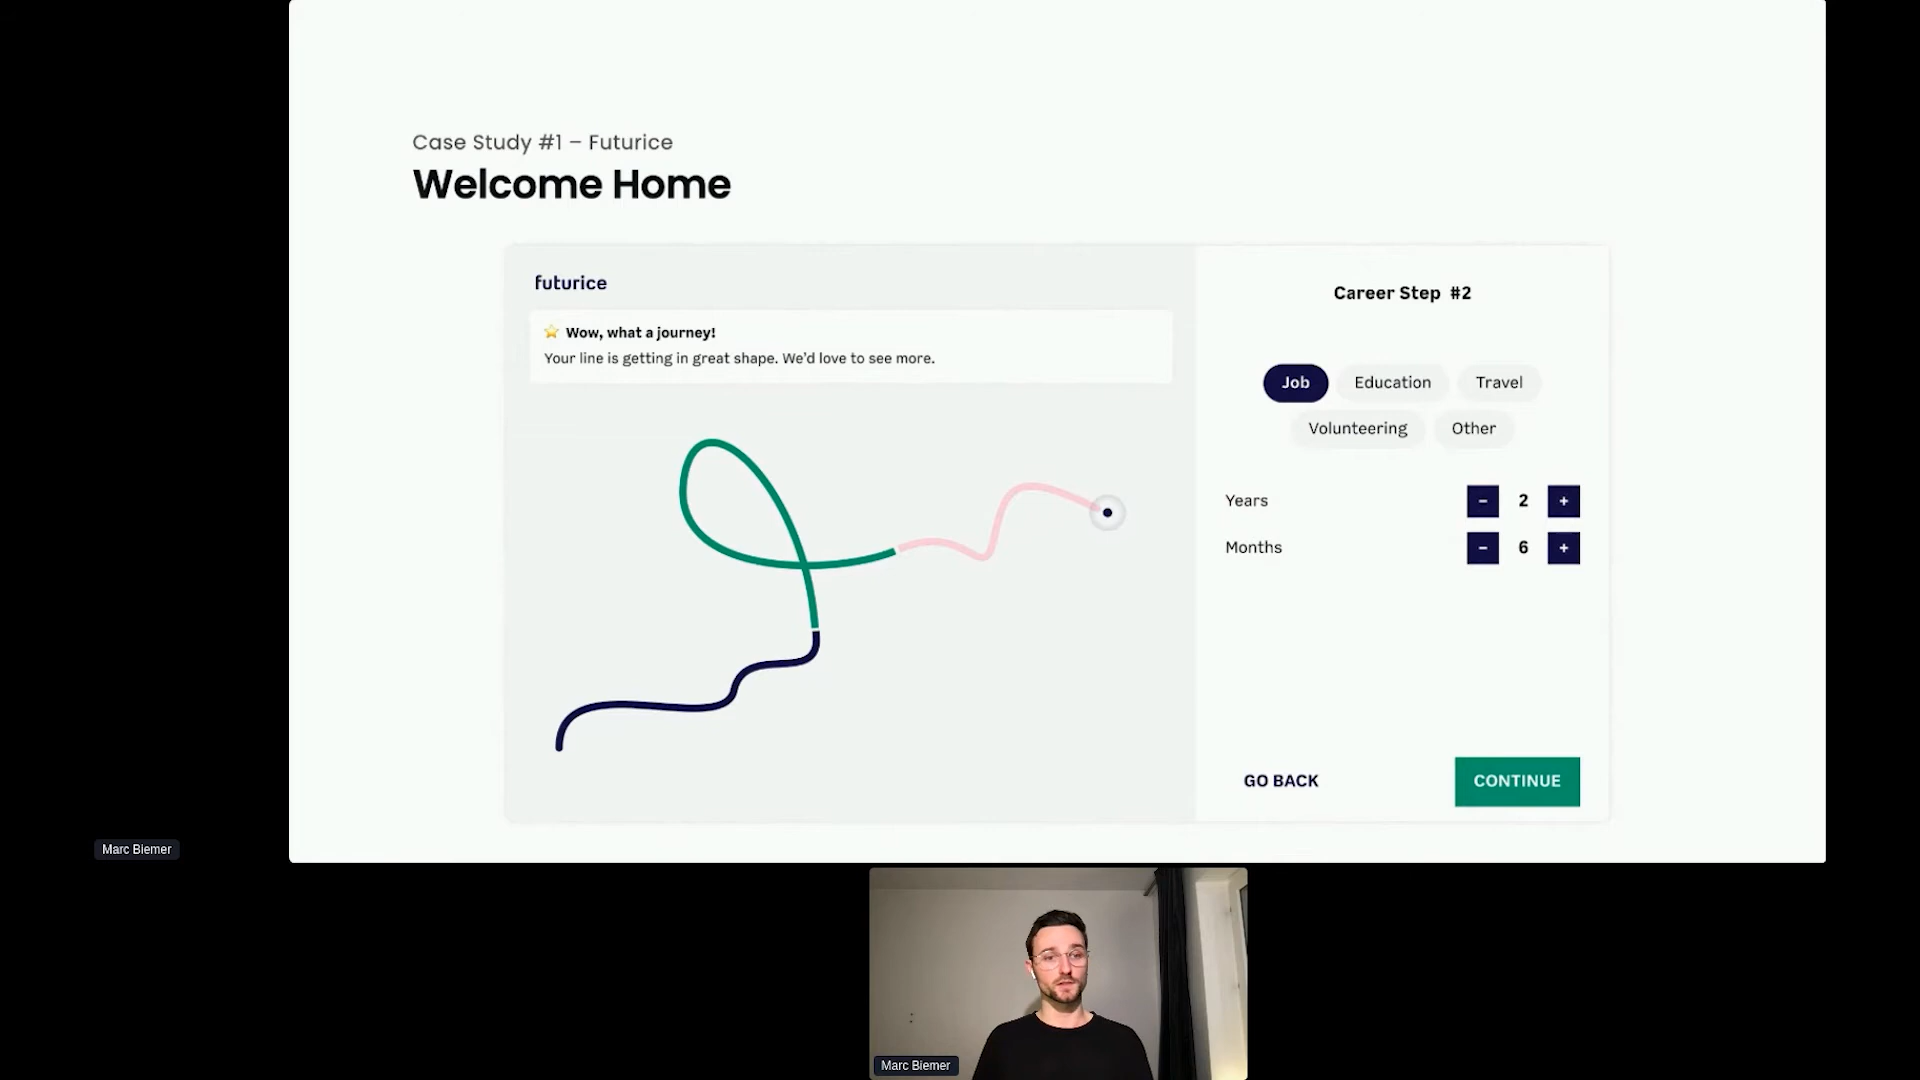 Case Study #1 – Futurice
Welcome Home
futurice
Wow, what a journey!
Your line is getting in great shape. We'd love to see more.
Career Step #2
Job Education Travel
Volunteering Other
Years - 2 +
Months - 6 +
GO BACK CONTINUE
Marc Biemer
Marc Biemer